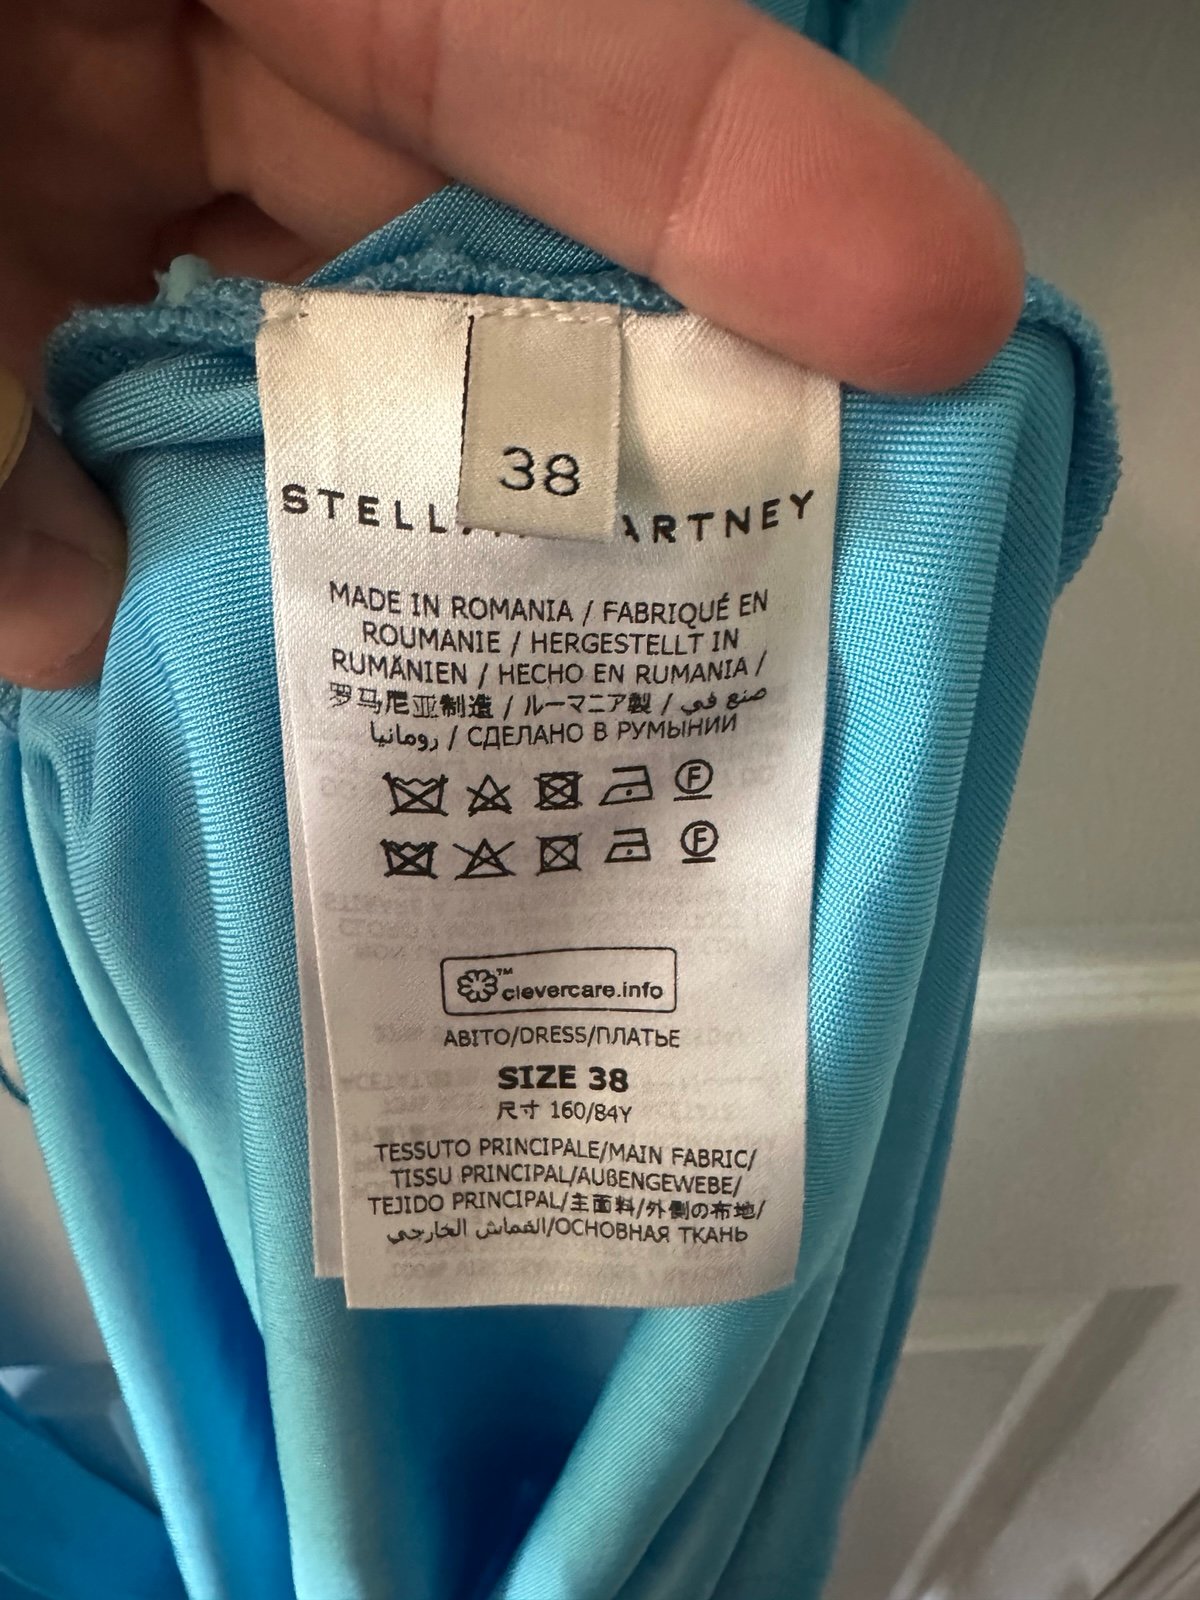 38
STELL ARTNEY
MADE IN ROMANIA / FABRIQUÉ EN
ROUMANIE / HERGESTELLT IN
RUMÄNIEN / HECHO EN RUMANIA /
罗马尼亚制造 / ルーマニア製 / صنع في
رومانيا / СДЕЛАНО В РУМЫНИИ
F
F
™
clevercare.info
ABITO/DRESS/ПЛАТЬЕ
SIZE 38
尺寸 160/84Y
TESSUTO PRINCIPALE/MAIN FABRIC/
TISSU PRINCIPAL/AUßENGEWEBE/
TEJIDO PRINCIPAL/主面料/外側の布地/
القماش الخارجي/ОСНОВНАЯ ТКАНЬ